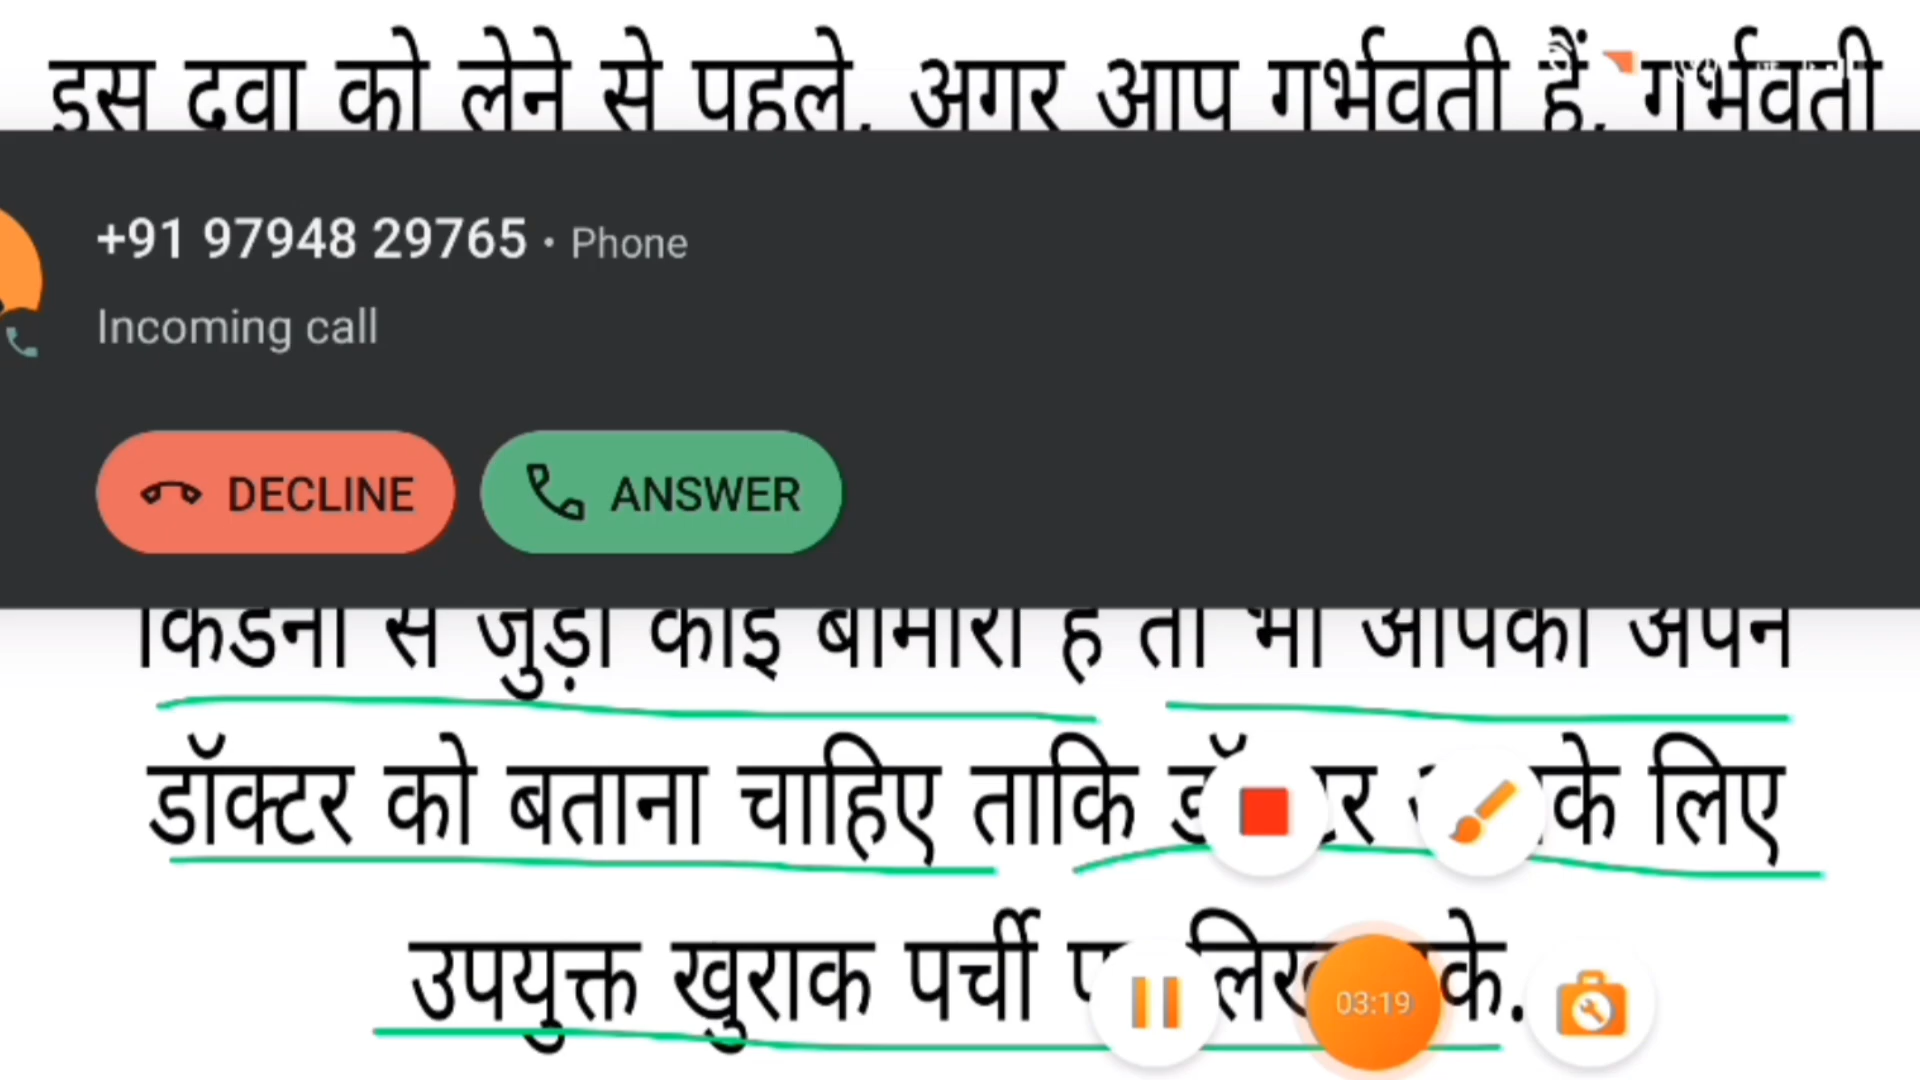 इस दवा को लेने से पहले, अगर आप गर्भवती हैं, गर्भवती
+91 97948 29765 • Phone
Incoming call
DECLINE
ANSWER
किडनी से जुड़ी कोई बीमारी है तो भी आपको अपने
डॉक्टर को बताना चाहिए ताकि के लिए
उपयुक्त खुराक पर्ची
03:19